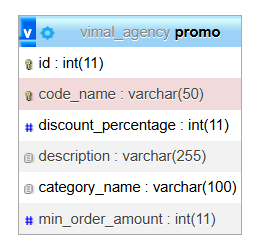 v vimal_agency promo
id : int(11)
code_name : varchar(50)
# discount_percentage : int(11)
description : varchar(255)
category_name : varchar(100)
# min_order_amount : int(11)